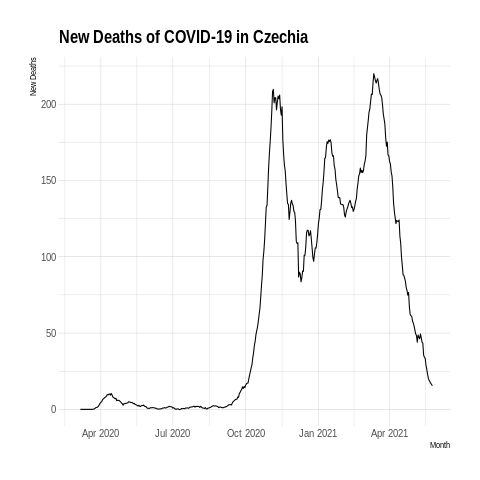 New Deaths of COVID-19 in Czechia
New Deaths
200
150
100
50
0
Apr 2020 Jul 2020 Oct 2020 Jan 2021 Apr 2021
Month